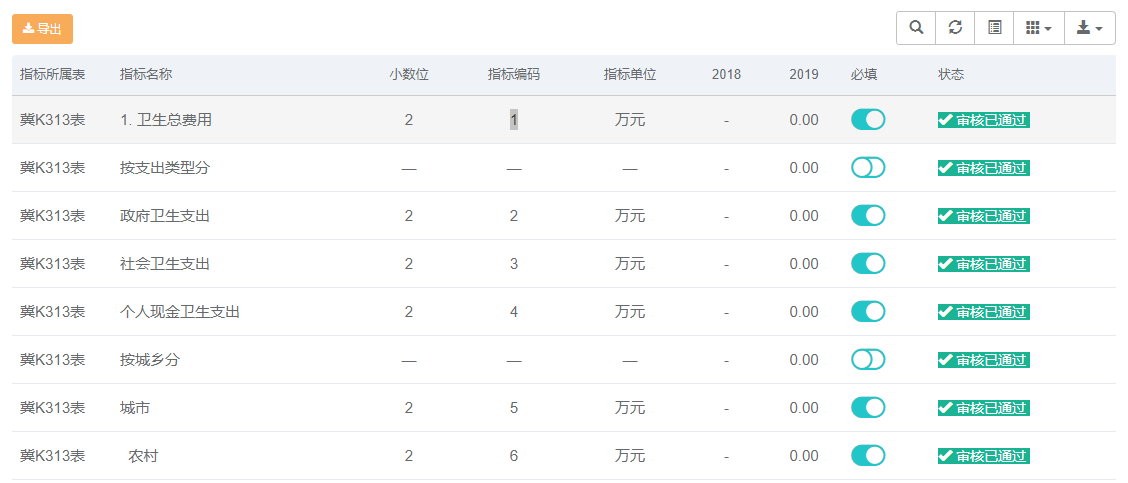 导出
指标所属表 指标名称 小数位 指标编码 指标单位 2018 2019 必填 状态
冀K313表 1. 卫生总费用 2 1 万元 - 0.00 审核已通过
冀K313表 按支出类型分 — — — - 0.00 审核已通过
冀K313表 政府卫生支出 2 2 万元 - 0.00 审核已通过
冀K313表 社会卫生支出 2 3 万元 - 0.00 审核已通过
冀K313表 个人现金卫生支出 2 4 万元 - 0.00 审核已通过
冀K313表 按城乡分 — — — - 0.00 审核已通过
冀K313表 城市 2 5 万元 - 0.00 审核已通过
冀K313表 农村 2 6 万元 - 0.00 审核已通过